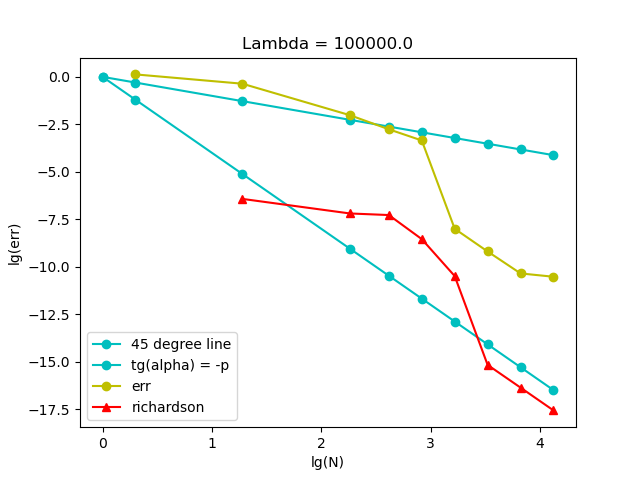 Lambda = 100000.0
0.0
−2.5
−5.0
−7.5
−10.0
−12.5
−15.0
−17.5
lg(err)
45 degree line
tg(alpha) = -p
err
richardson
0 1 2 3 4
lg(N)